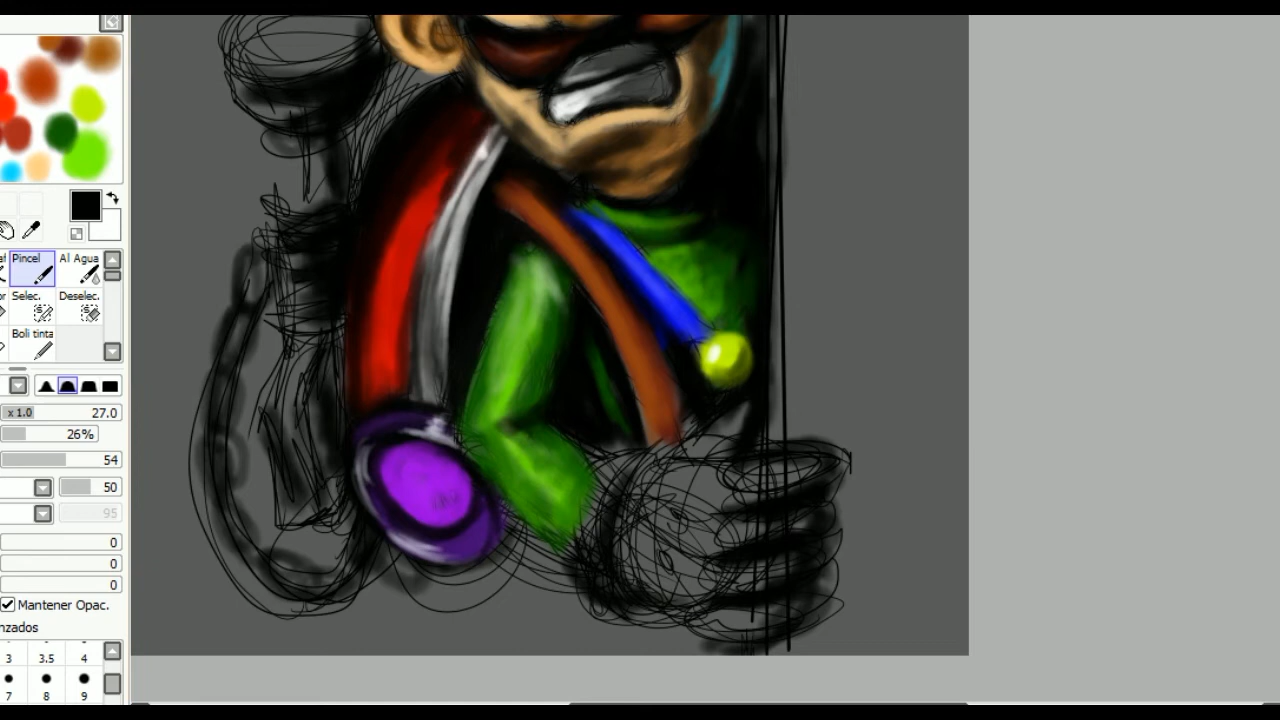 Pincel
Al Agua
Selec.
Deselec.
Boli tinta
x 1.0
27.0
26%
54
50
95
0
0
0
Mantener Opac.
nzados
3 3.5 4
7 8 9